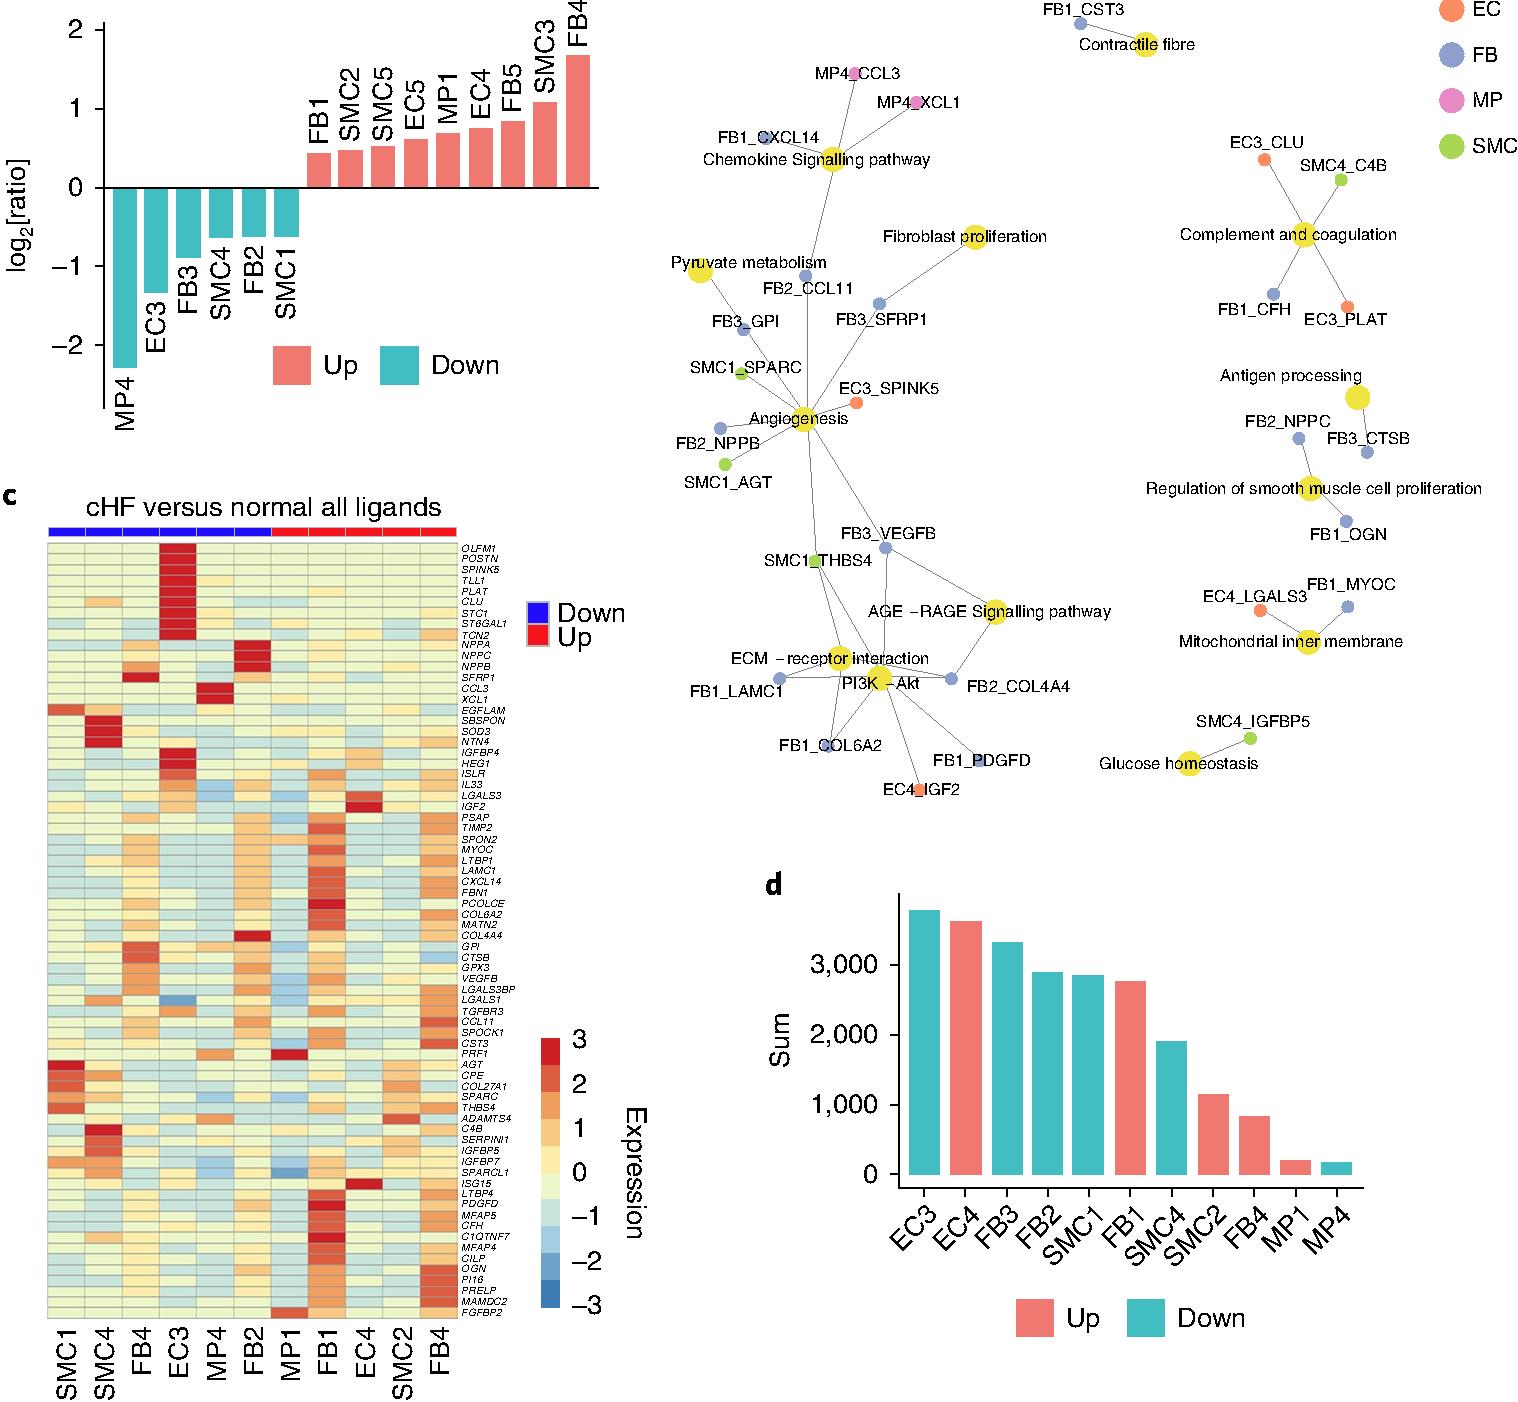 2
1
0
−1
−2
log2[ratio]
MP4
EC3
FB3
SMC4
FB2
SMC1
FB1
SMC2
SMC5
EC5
MP1
EC4
FB5
SMC3
FB4
Up
Down
FB1_CST3
Contractile fibre
MP4_CCL3
MP4_XCL1
FB1_CXCL14
Chemokine Signalling pathway
Fibroblast proliferation
Pyruvate metabolism
FB2_CCL11
FB3_GPI
FB3_SFRP1
SMC1_SPARC
EC3_SPINK5
Angiogenesis
FB2_NPPB
SMC1_AGT
FB3_VEGFB
SMC1_THBS4
AGE −RAGE Signalling pathway
ECM −receptor interaction
PI3K −Akt
FB1_LAMC1
FB2_COL4A4
FB1_COL6A2
FB1_PDGFD
EC4_IGF2
EC
FB
MP
SMC
EC3_CLU
SMC4_C4B
Complement and coagulation
FB1_CFH
EC3_PLAT
Antigen processing
FB2_NPPC
FB3_CTSB
Regulation of smooth muscle cell proliferation
FB1_OGN
EC4_LGALS3
FB1_MYOC
Mitochondrial inner membrane
SMC4_IGFBP5
Glucose homeostasis
c
cHF versus normal all ligands
OLFM1
POSTN
SPINK5
TLL1
PLAT
CLU
STC1
ST6GAL1
TCN2
NPPA
NPPC
NPPB
SFRP1
CCL3
XCL1
EGFLAM
SBSPON
SOD3
NTN4
IGFBP4
HEG1
ISLR
IL33
LGALS3
IGF2
PSAP
TIMP2
SPON2
MYOC
LTBP1
LAMC1
CXCL14
FBN1
PCOLCE
COL6A2
MATN2
COL4A4
GPI
CTSB
GPX3
VEGFB
LGALS3BP
LGALS1
TGFBR3
CCL11
SPOCK1
CST3
PRF1
AGT
CPE
COL27A1
SPARC
THBS4
ADAMTS4
C4B
SERPINI1
IGFBP5
IGFBP7
SPARCL1
ISG15
LTBP4
PDGFD
MFAP5
CFH
C1QTNF7
MFAP4
CILP
OGN
PI16
PRELP
MAMDC2
FGFBP2
SMC1
SMC4
FB4
EC3
MP4
FB2
MP1
FB1
EC4
SMC2
FB4
Down
Up
3
2
1
0
−1
−2
−3
Expression
d
Sum
3,000
2,000
1,000
0
EC3
EC4
FB3
FB2
SMC1
FB1
SMC4
SMC2
FB4
MP1
MP4
Up
Down